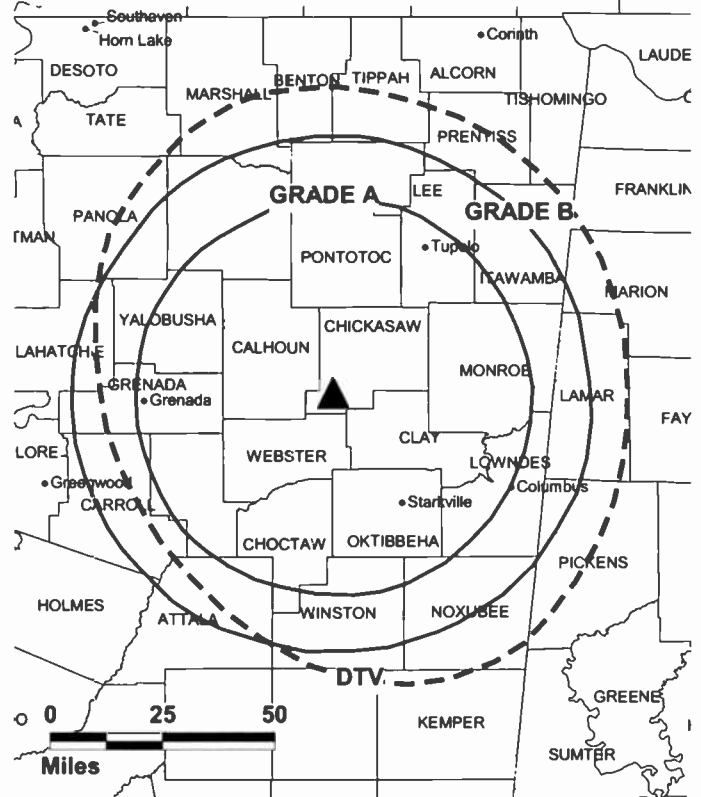 Southaven
Horn Lake
Corinth
LAUDE
DESOTO
BENTON
TIPPAH
ALCORN
MARSHALL
TISHOMINGO
TATE
PRENTISS
GRADE A
LEE
FRANKLIN
PANOLA
GRADE B
TMAN
Tupelo
PONTOTOC
ITAWAMBA
MARION
YALOBUSHA
CHICKASAW
LAHATCHIE
CALHOUN
MONROE
GRENADA
LAMAR
Grenada
FAY
CLAY
LORE
WEBSTER
LOWNDES
Greenwood
Columbus
CARROLL
Starkville
CHOCTAW
OKTIBBEHA
PICKENS
HOLMES
WINSTON
NOXUBEE
ATTALA
DTV
GREENE
0 25 50
KEMPER
SUMTER
Miles